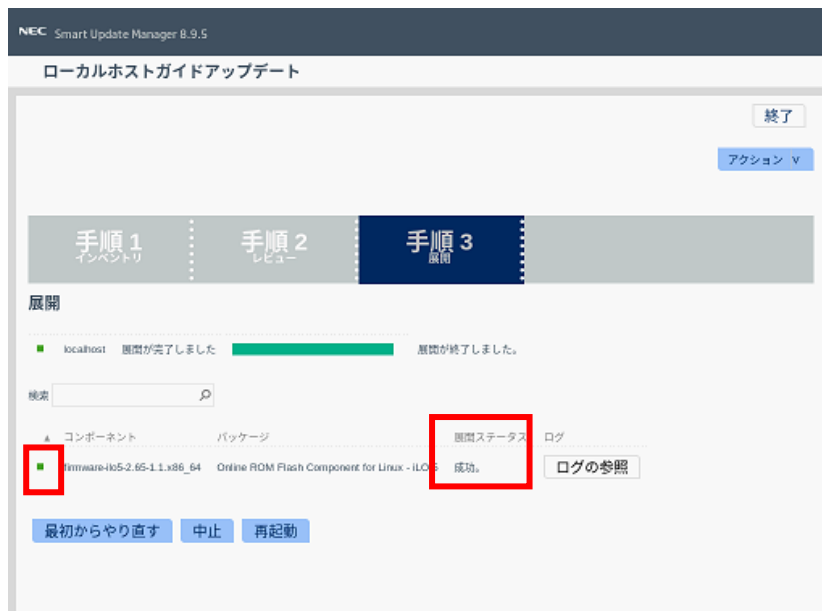 NEC Smart Update Manager 8.9.5
ローカルホストガイドアップデート
終了
アクション ∨
手順 1 手順 2 手順 3
インベントリ レビュー 展開
展開
localhost 展開が完了しました 展開が終了しました。
検索
▲ コンポーネント パッケージ 展開ステータス ログ
firmware-ilo5-2.65-1.1.x86_64 Online ROM Flash Component for Linux - iLO 5 成功。 ログの参照
最初からやり直す 中止 再起動